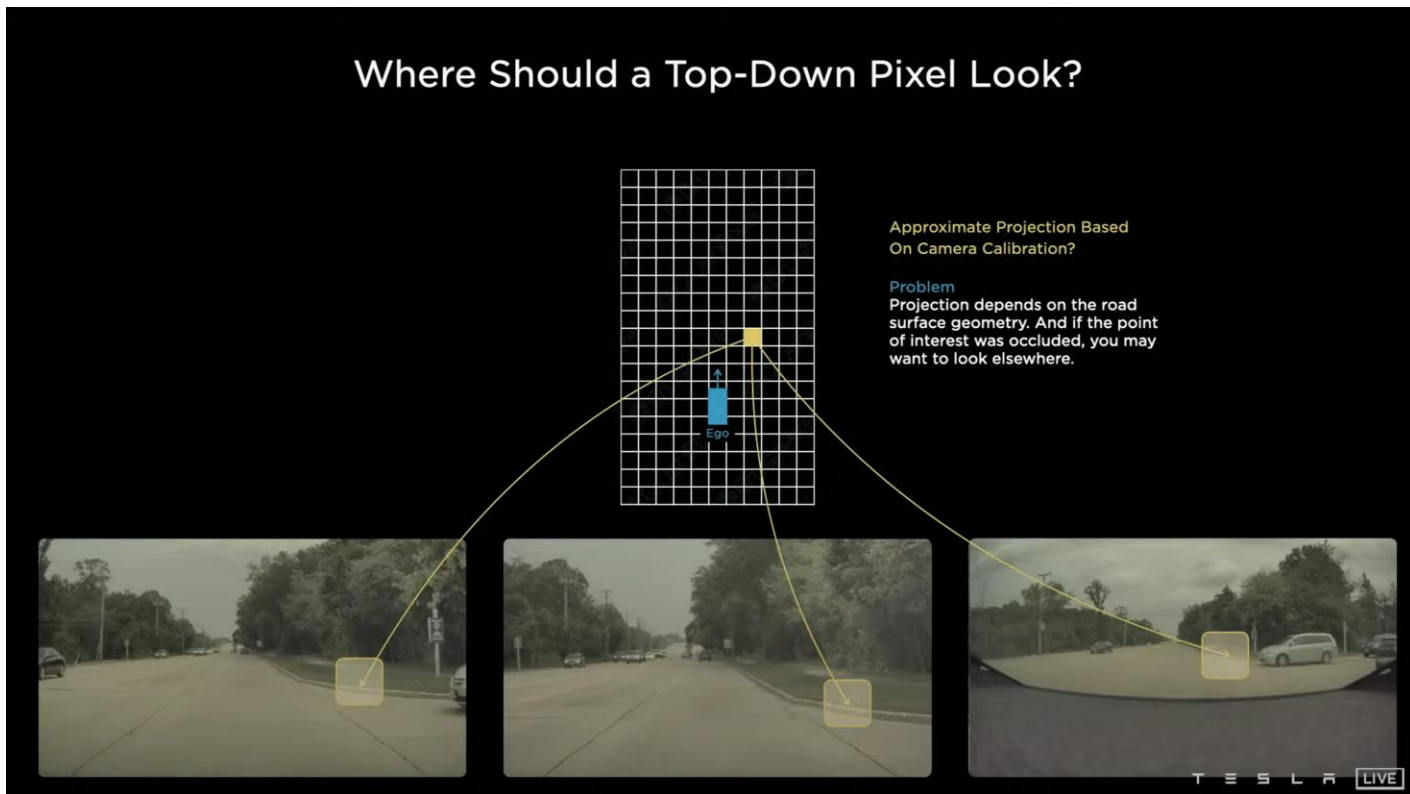 Where Should a Top-Down Pixel Look?
Approximate Projection Based
On Camera Calibration?
Problem
Projection depends on the road
surface geometry. And if the point
of interest was occluded, you may
want to look elsewhere.
Ego
TESLA LIVE